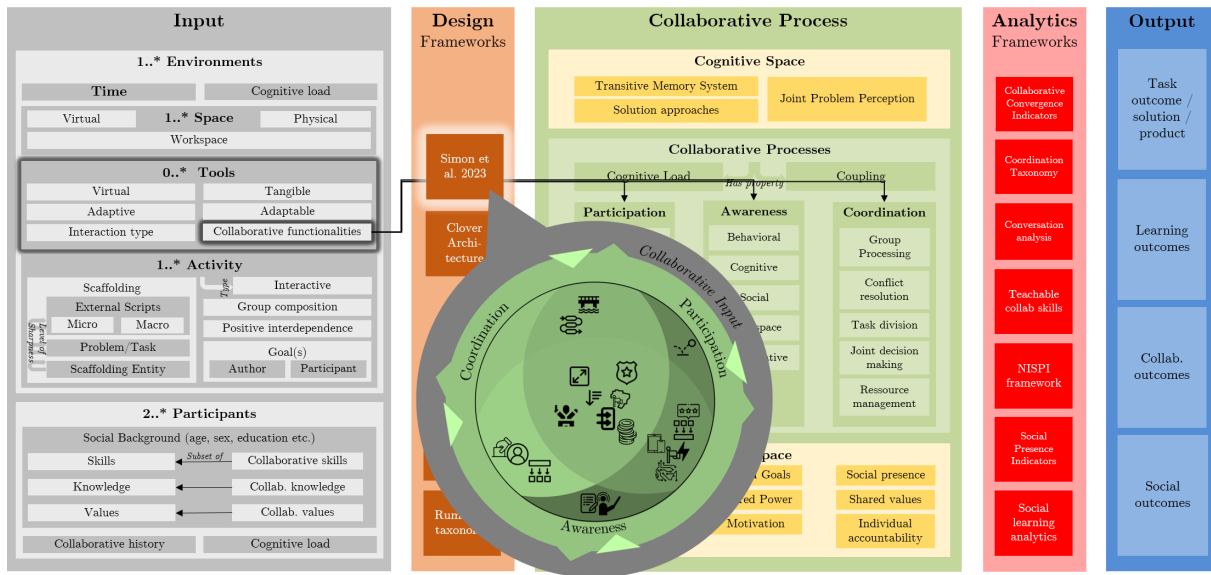 Input
1..* Environments
Time
Cognitive load
Virtual
1..* Space
Physical
Workspace
0..* Tools
Virtual
Tangible
Adaptive
Adaptable
Interaction type
Collaborative functionalities
1..* Activity
Scaffolding
External Scripts
Micro
Macro
Problem/Task
Scaffolding Entity
Level of
Sharpness
Type
Interactive
Group composition
Positive interdependence
Goal(s)
Author
Participant
2..* Participants
Social Background (age, sex, education etc.)
Skills
Subset of
Collaborative skills
Knowledge
Collab. knowledge
Values
Collab. values
Collaborative history
Cognitive load
Design
Frameworks
Simon et
al. 2023
Clover
Archi-
tecture
Collaborative Process
Cognitive Space
Transitive Memory System
Solution approaches
Joint Problem Perception
Collaborative Processes
Cognitive Load
Has property
Coupling
Participation
Awareness
Behavioral
Cognitive
Social
Coordination
Group
Processing
Conflict
resolution
Task division
Joint decision
making
Ressource
management
Collaborative Input
Coordination
Participation
Awareness
Goals
Power
Motivation
Social presence
Shared values
Individual
accountability
Analytics
Frameworks
Collaborative
Convergence
Indicators
Coordination
Taxonomy
Conversation
analysis
Teachable
collab skills
NISPI
framework
Social
Presence
Indicators
Social
learning
analytics
Output
Task
outcome /
solution /
product
Learning
outcomes
Collab.
outcomes
Social
outcomes